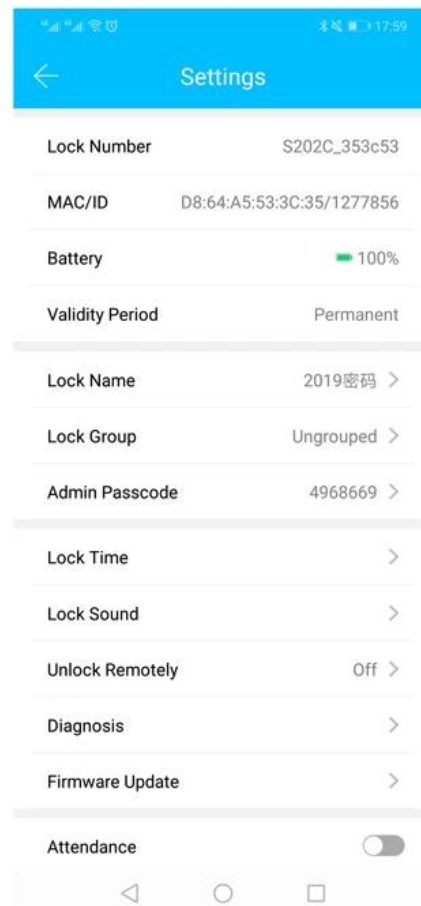 17:59
Settings
Lock Number S202C_353c53
MAC/ID D8:64:A5:53:3C:35/1277856
Battery 100%
Validity Period Permanent
Lock Name 2019密码
Lock Group Ungrouped
Admin Passcode 4968669
Lock Time
Lock Sound
Unlock Remotely Off
Diagnosis
Firmware Update
Attendance